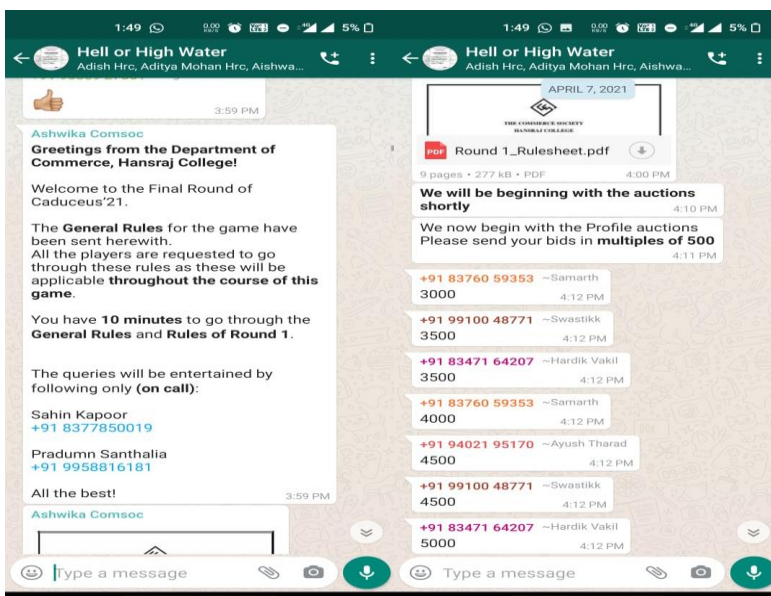 1:49
0.00
KB/S
4G
5%
Hell or High Water
Adish Hrc, Aditya Mohan Hrc, Aishwa...
3:59 PM
Ashwika Comsoc
Greetings from the Department of
Commerce, Hansraj College!
Welcome to the Final Round of
Caduceus'21.
The General Rules for the game have
been sent herewith.
All the players are requested to go
through these rules as these will be
applicable throughout the course of this
game.
You have 10 minutes to go through the
General Rules and Rules of Round 1.
The queries will be entertained by
following only (on call):
Sahin Kapoor
+91 8377850019
Pradumn Santhalia
+91 9958816181
All the best!
3:59 PM
Ashwika Comsoc
Type a message
1:49
0.00
KB/S
4G
5%
Hell or High Water
Adish Hrc, Aditya Mohan Hrc, Aishwa...
APRIL 7, 2021
THE COMMERCE SOCIETY
HANSRAJ COLLEGE
PDF
Round 1_Rulesheet.pdf
9 pages • 277 kB • PDF
4:00 PM
We will be beginning with the auctions
shortly
4:10 PM
We now begin with the Profile auctions
Please send your bids in multiples of 500
4:11 PM
+91 83760 59353 ~Samarth
3000
4:12 PM
+91 99100 48771 ~Swastikk
3500
4:12 PM
+91 83471 64207 ~Hardik Vakil
3500
4:12 PM
+91 83760 59353 ~Samarth
4000
4:12 PM
+91 94021 95170 ~Ayush Tharad
4500
4:12 PM
+91 99100 48771 ~Swastikk
4500
4:12 PM
+91 83471 64207 ~Hardik Vakil
5000
4:12 PM
Type a message